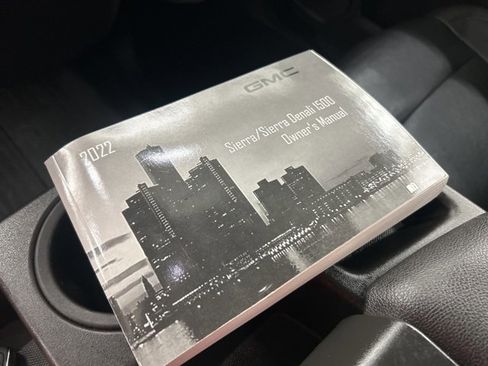 GMC
2022
Sierra/Sierra Denali 1500
Owner's Manual